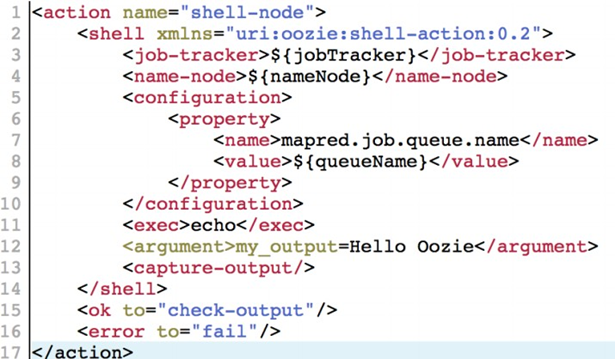 1 <action name="shell-node">
2 <shell xmlns="uri:oozie:shell-action:0.2">
3 <job-tracker>${jobTracker}</job-tracker>
4 <name-node>${nameNode}</name-node>
5 <configuration>
6 <property>
7 <name>mapred.job.queue.name</name>
8 <value>${queueName}</value>
9 </property>
10 </configuration>
11 <exec>echo</exec>
12 <argument>my_output=Hello Oozie</argument>
13 <capture-output/>
14 </shell>
15 <ok to="check-output"/>
16 <error to="fail"/>
17 </action>